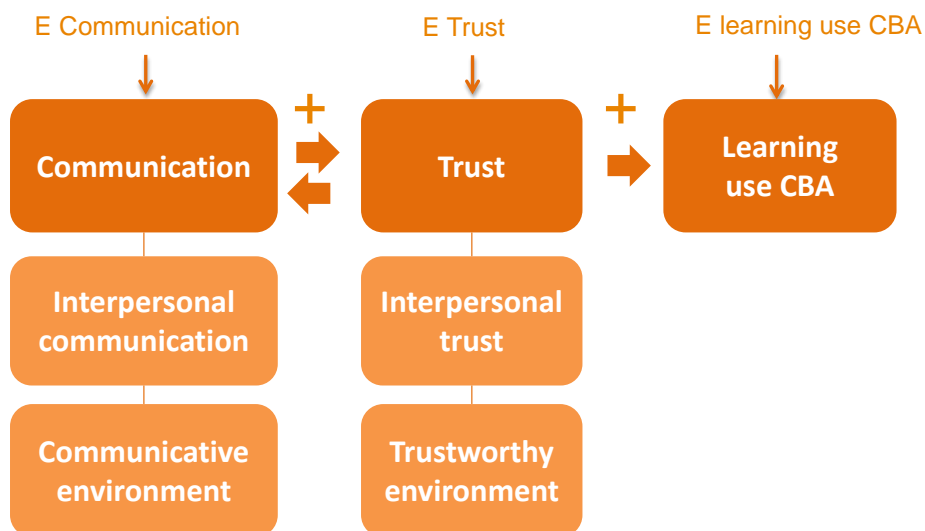 E Communication
E Trust
E learning use CBA
+
+
Communication
Trust
Learning
use CBA
Interpersonal
communication
Interpersonal
trust
Communicative
environment
Trustworthy
environment